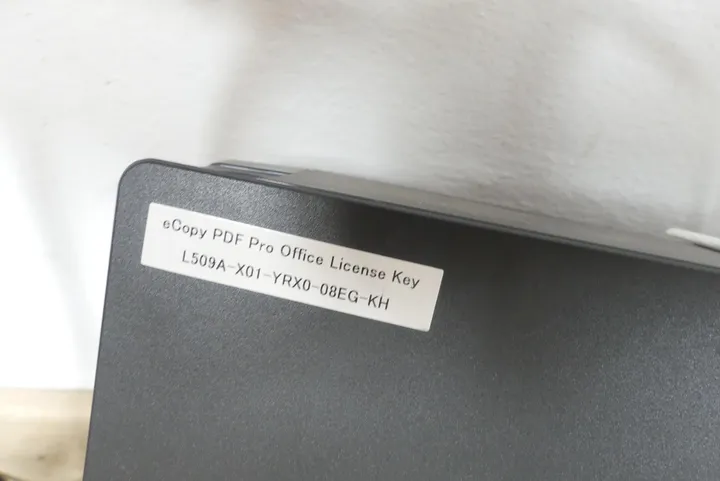 eCopy PDF Pro Office License Key
L509A-X01-YRX0-08EG-KH